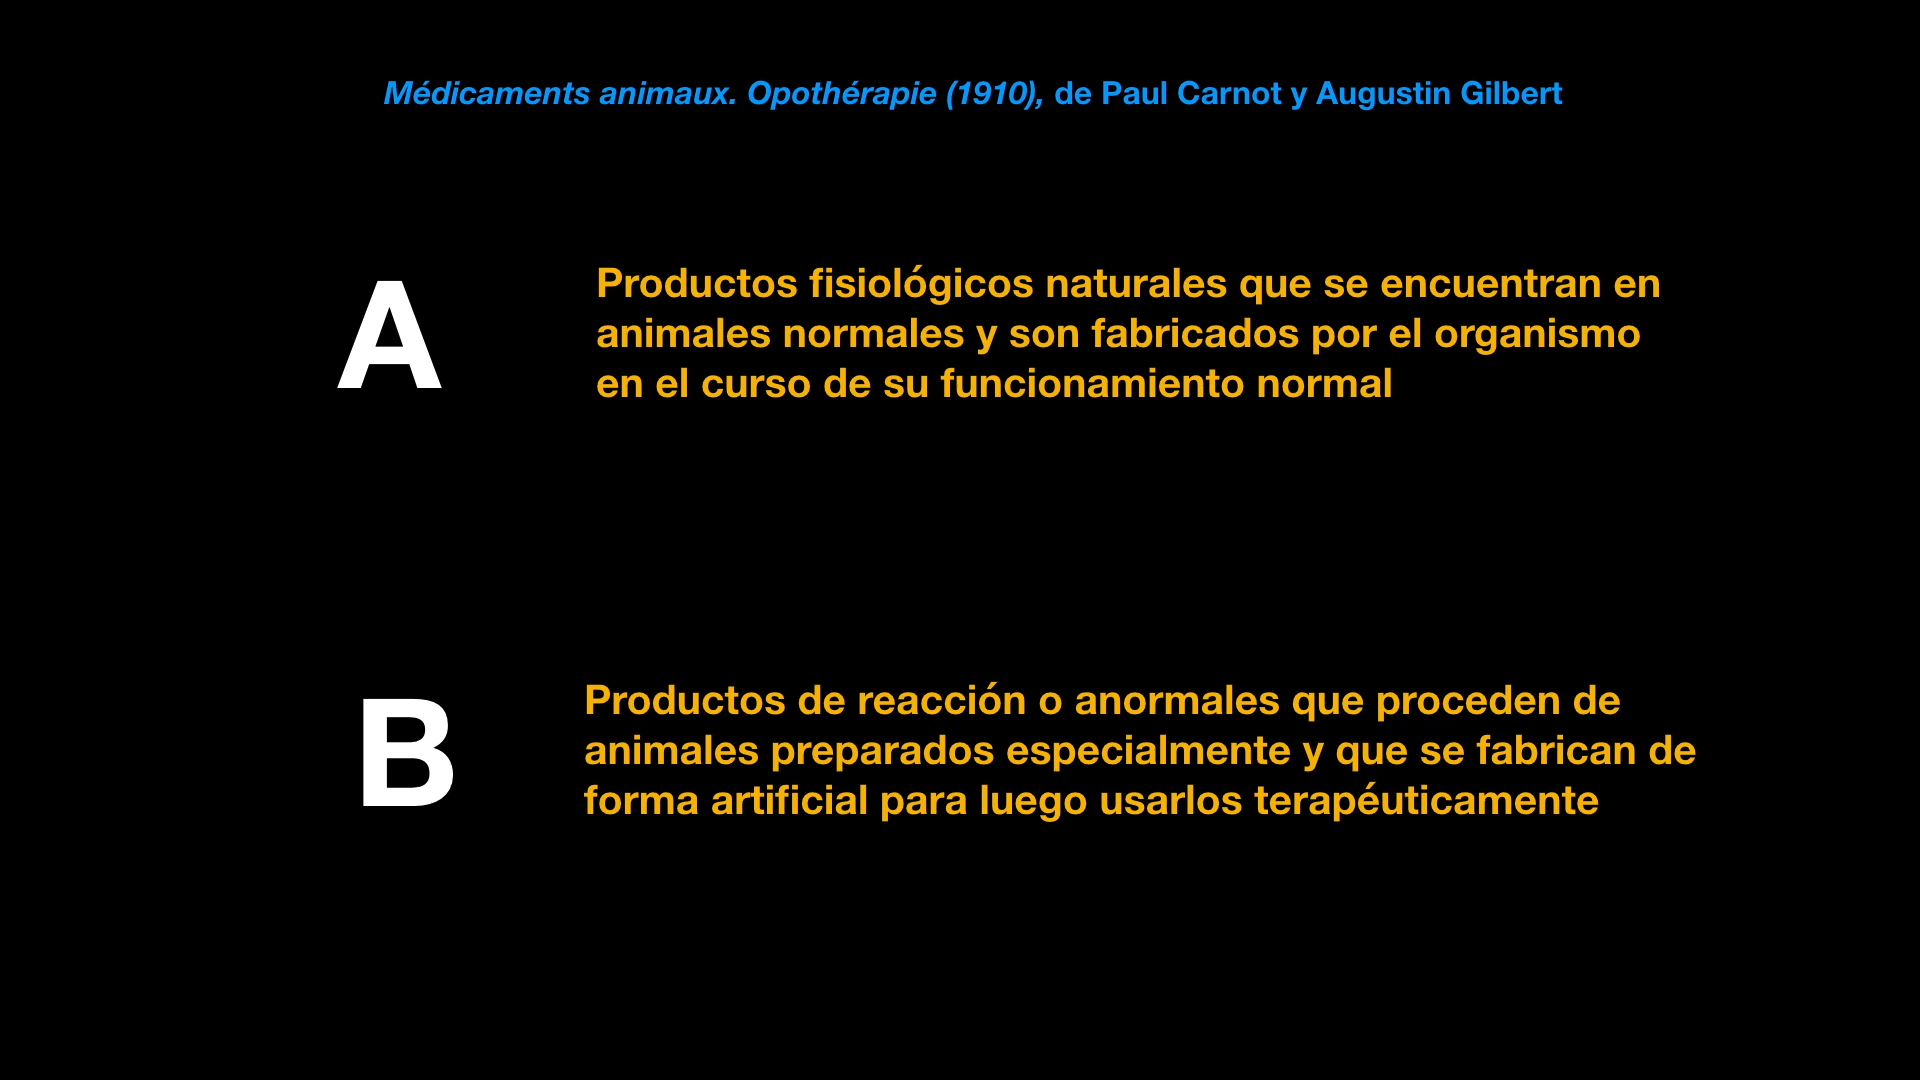 Médicaments animaux. Opothérapie (1910), de Paul Carnot y Augustin Gilbert
A
Productos fisiológicos naturales que se encuentran en
animales normales y son fabricados por el organismo
en el curso de su funcionamiento normal
B
Productos de reacción o anormales que proceden de
animales preparados especialmente y que se fabrican de
forma artificial para luego usarlos terapéuticamente